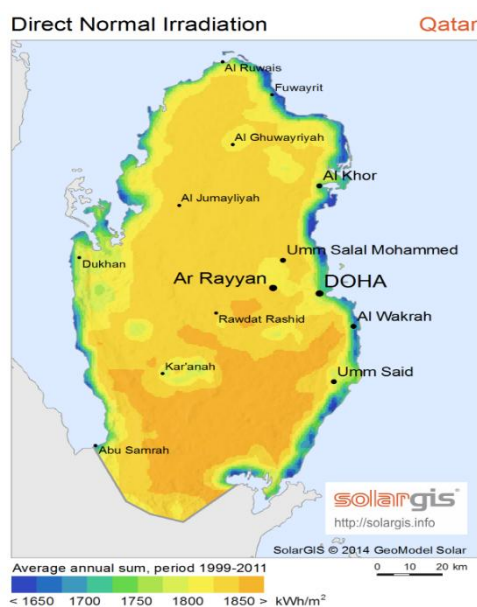 Direct Normal Irradiation Qatar
Al Ruwais
Fuwayrit
Al Ghuwayriyah
Al Khor
Al Jumayliyah
Umm Salal Mohammed
Dukhan
Ar Rayyan
DOHA
Rawdat Rashid
Al Wakrah
Kar'anah
Umm Said
Abu Samrah
solargis
http://solargis.info
SolarGIS © 2014 GeoModel Solar
Average annual sum, period 1999-2011
0 10 20 km
< 1650 1700 1750 1800 1850 > kWh/m²